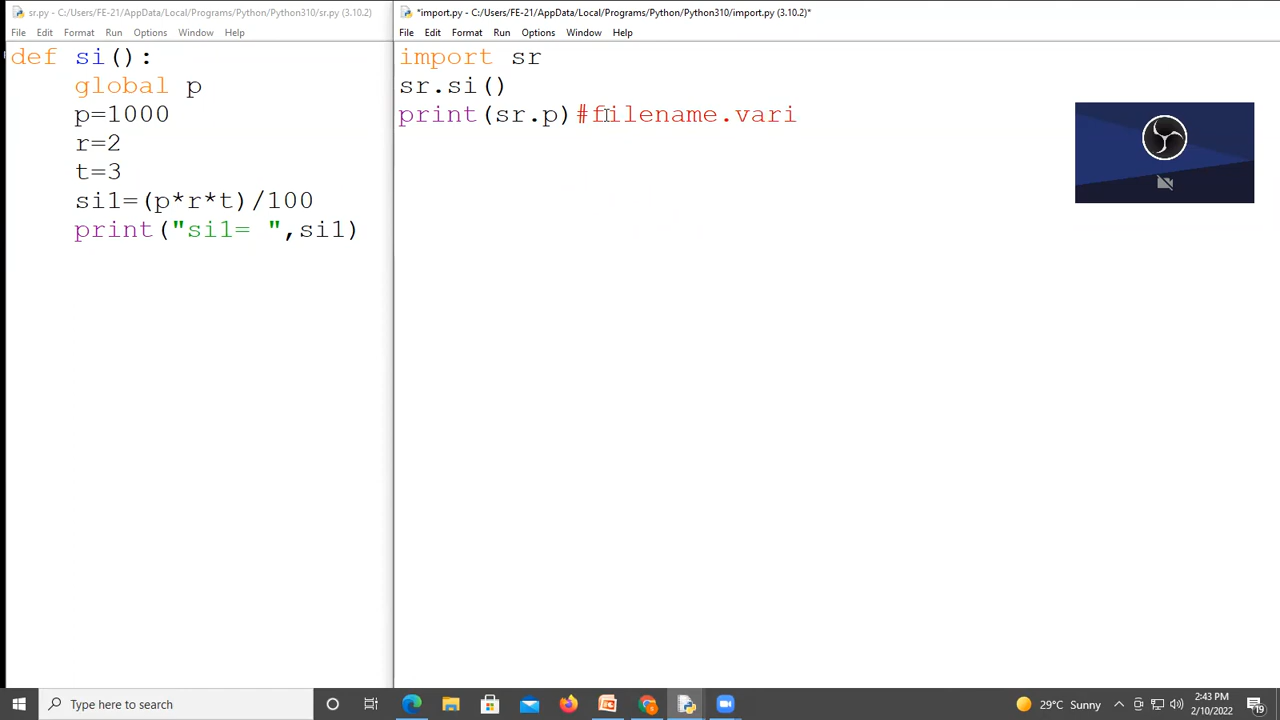 sr.py - C:/Users/FE-21/AppData/Local/Programs/Python/Python310/sr.py (3.10.2)
File Edit Format Run Options Window Help
def si():
    global p
    p=1000
    r=2
    t=3
    si1=(p*r*t)/100
    print("si1= ",si1)
*import.py - C:/Users/FE-21/AppData/Local/Programs/Python/Python310/import.py (3.10.2)*
File Edit Format Run Options Window Help
import sr
sr.si()
print(sr.p)#filename.vari
Type here to search
29°C Sunny
2:43 PM
2/10/2022
19